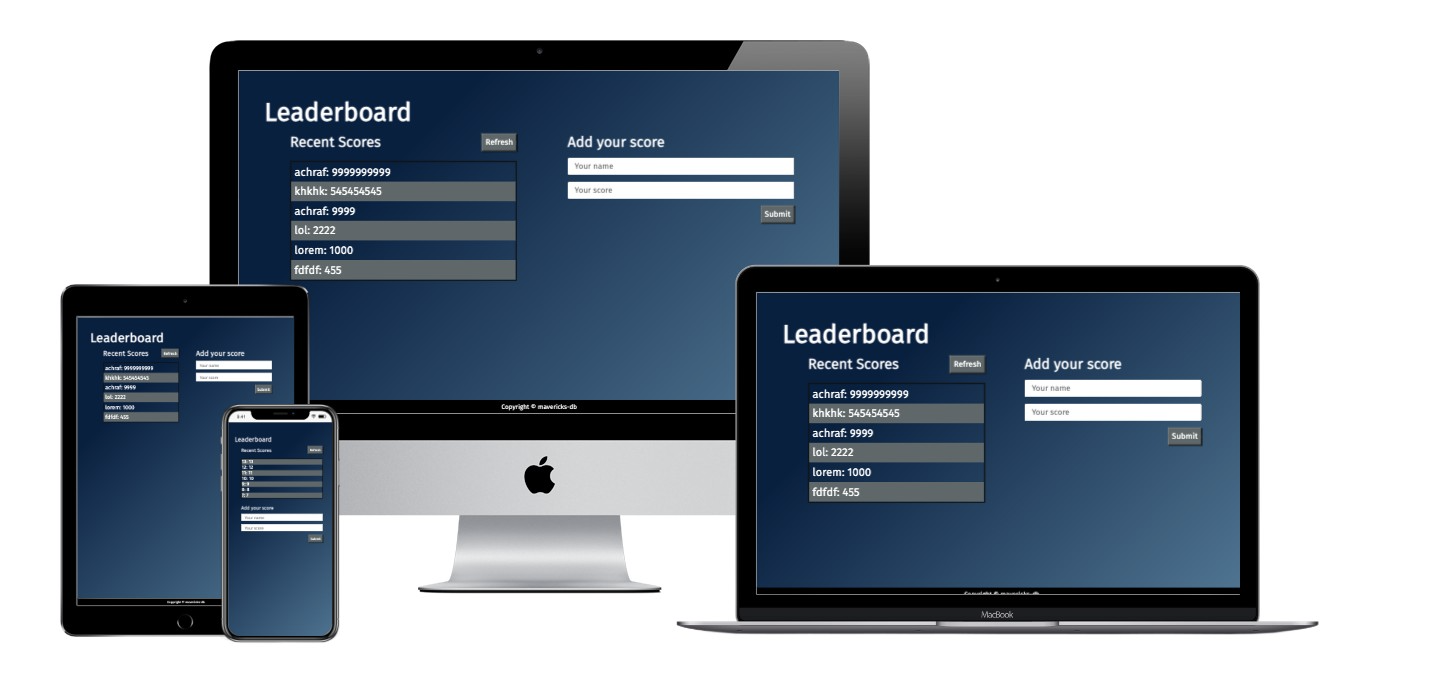 Leaderboard
Recent Scores
Refresh
achraf: 9999999999
khkhk: 545454545
achraf: 9999
lol: 2222
lorem: 1000
fdfdf: 455
Add your score
Your name
Your score
Submit
Copyright © mavericks-db
Leaderboard
Recent Scores
Refresh
achraf: 9999999999
khkhk: 545454545
achraf: 9999
lol: 2222
lorem: 1000
fdfdf: 455
Add your score
Your name
Your score
Submit
Copyright © mavericks-db
Leaderboard
Recent Scores
Refresh
Add your score
Your name
Your score
Submit
Leaderboard
Recent Scores
Refresh
achraf: 9999999999
khkhk: 545454545
achraf: 9999
lol: 2222
lorem: 1000
fdfdf: 455
Add your score
Your name
Your score
Submit
Copyright © mavericks-db
MacBook